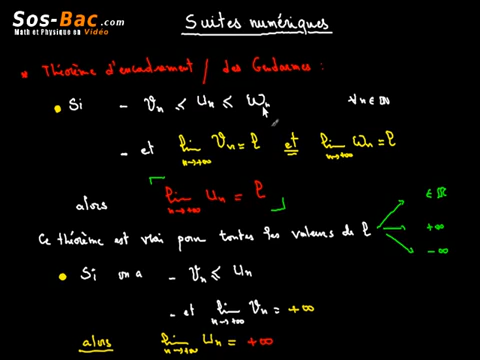 Sos-Bac.com
Math et Physique en Vidéo
Suites numériques
Théorème d'encadrement / des Gendarmes :
• Si - Vn ≤ Un ≤ Wn ∀n ∈ ℕ
- et lim n→+∞ Vn = l et lim n→+∞ Wn = l
alors lim n→+∞ Un = l
∈ ℝ
Ce théorème est vrai pour toutes les valeurs de l +∞
-∞
• Si on a - Vn ≤ Un
- et lim n→+∞ Vn = +∞
alors lim n→+∞ Un = +∞